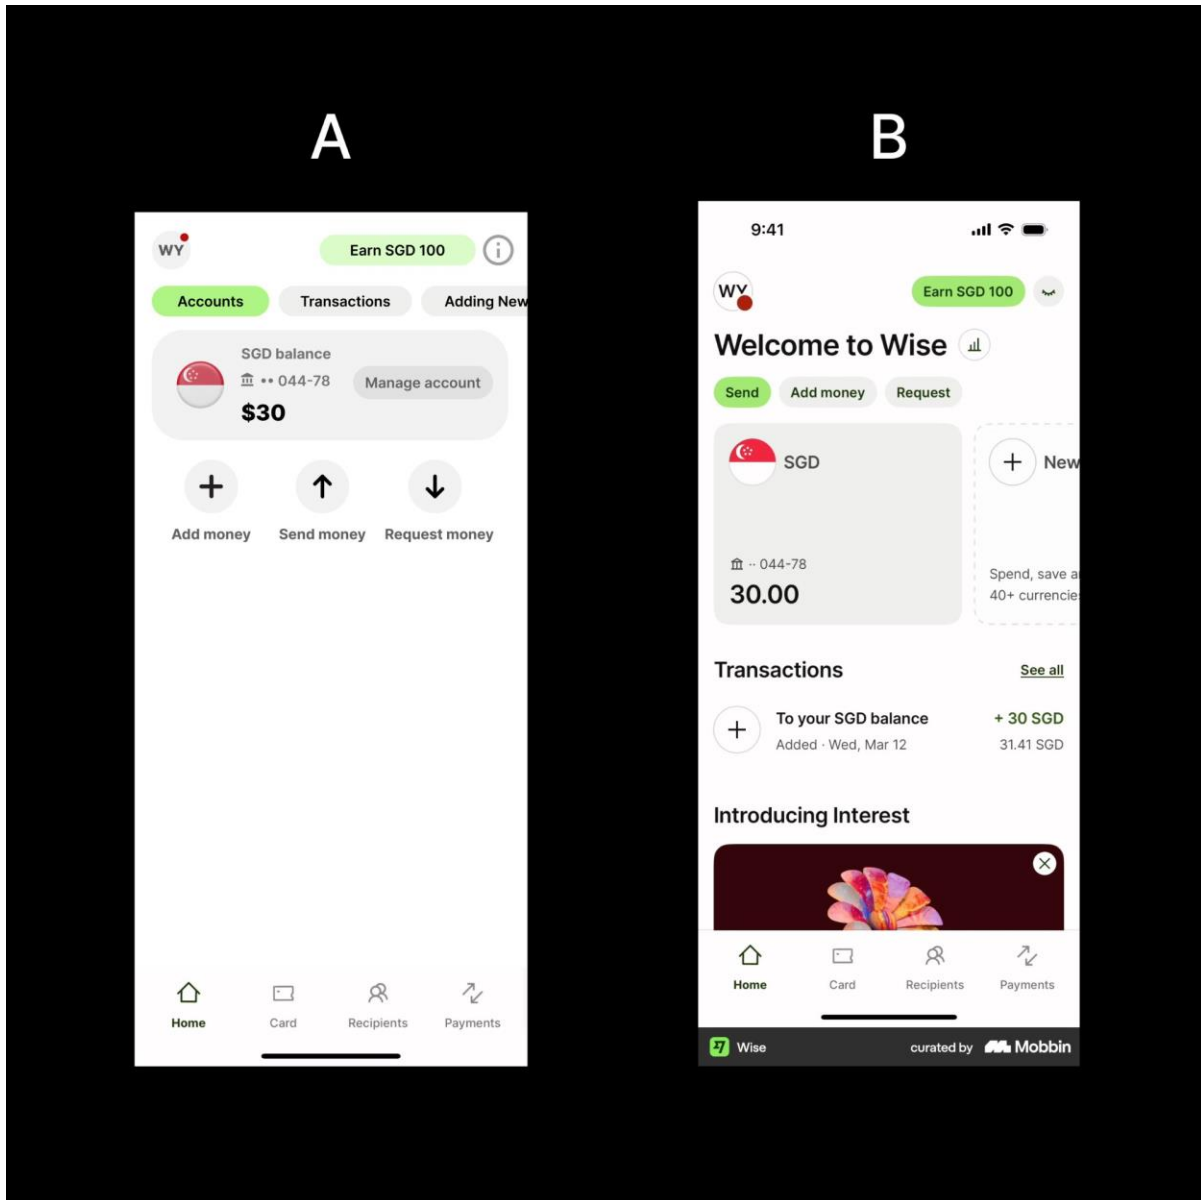 A
WY
Earn SGD 100
Accounts
Transactions
Adding New
SGD balance
•• 044-78
Manage account
$30
Add money
Send money
Request money
Home
Card
Recipients
Payments
B
9:41
WY
Earn SGD 100
Welcome to Wise
Send
Add money
Request
SGD
New
·· 044-78
30.00
Spend, save a
40+ currencie
Transactions
See all
To your SGD balance
+ 30 SGD
Added · Wed, Mar 12
31.41 SGD
Introducing Interest
Home
Card
Recipients
Payments
Wise
curated by
Mobbin